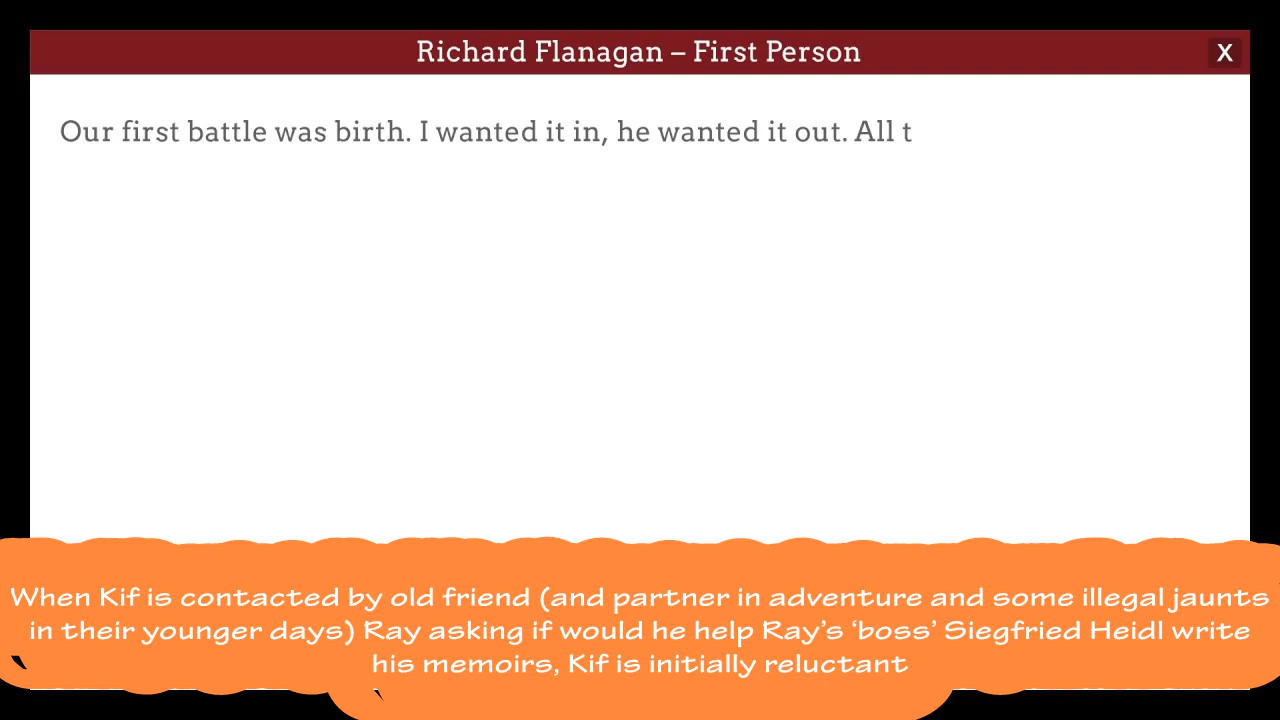 Richard Flanagan – First Person
X
Our first battle was birth. I wanted it in, he wanted it out. All t
When Kif is contacted by old friend (and partner in adventure and some illegal jaunts
in their younger days) Ray asking if would he help Ray’s ‘boss’ Siegfried Heidl write
his memoirs, Kif is initially reluctant